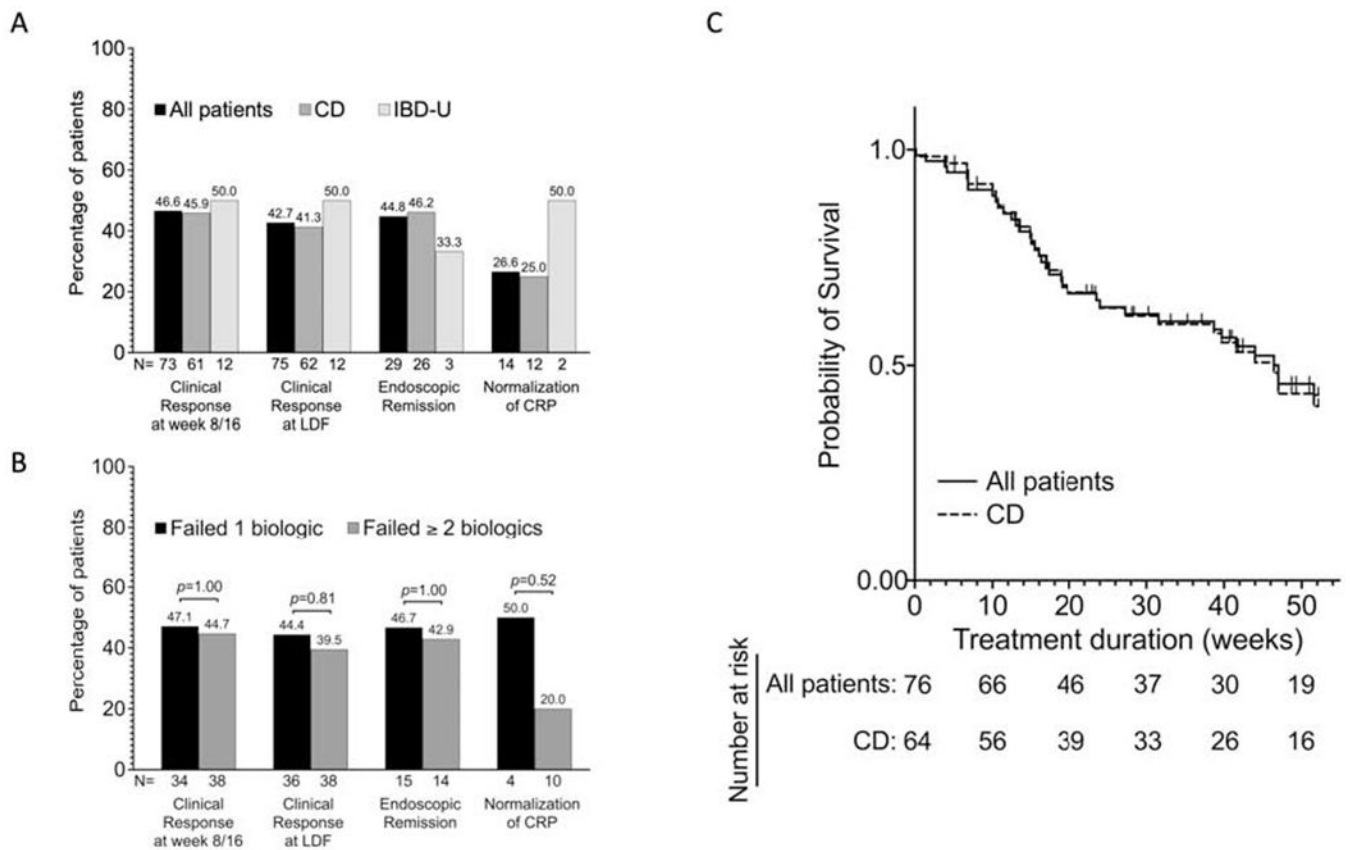 A
100
80
60
40
20
0
Percentage of patients
All patients CD IBD-U
46.6 45.9 50.0
42.7 41.3 50.0
44.8 46.2 33.3
26.6 25.0 50.0
N= 73 61 12 75 62 12 29 26 3 14 12 2
Clinical
Response
at week 8/16
Clinical
Response
at LDF
Endoscopic
Remission
Normalization
of CRP
B
100
80
60
40
20
0
Percentage of patients
Failed 1 biologic Failed ≥ 2 biologics
p=1.00
47.1 44.7
p=0.81
44.4 39.5
p=1.00
46.7 42.9
p=0.52
50.0 20.0
N= 34 38 36 38 15 14 4 10
Clinical
Response
at week 8/16
Clinical
Response
at LDF
Endoscopic
Remission
Normalization
of CRP
C
1.0
0.5
0.00
Probability of Survival
All patients
CD
0 10 20 30 40 50
Treatment duration (weeks)
Number at risk
All patients: 76 66 46 37 30 19
CD: 64 56 39 33 26 16